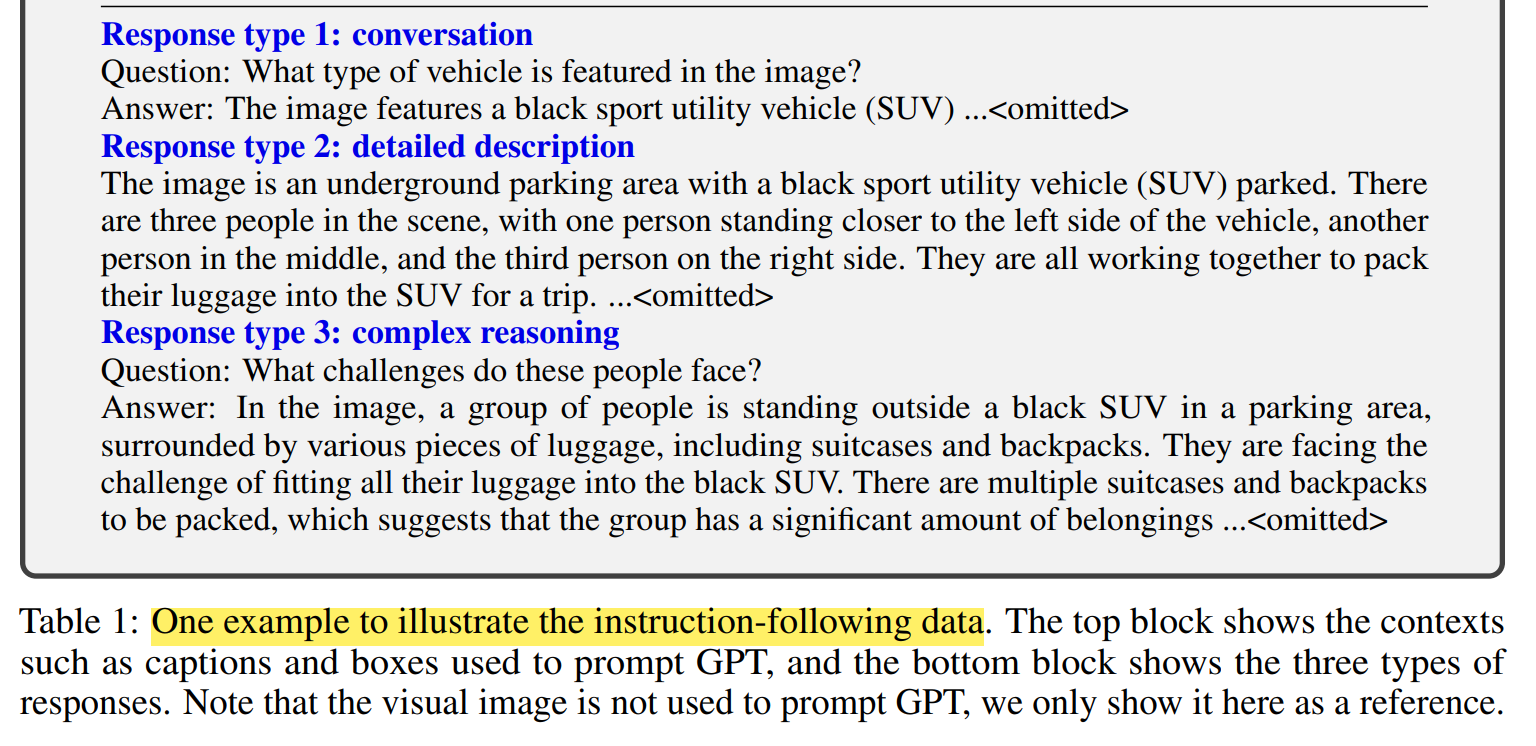 Response type 1: conversation
Question: What type of vehicle is featured in the image?
Answer: The image features a black sport utility vehicle (SUV) ...<omitted>
Response type 2: detailed description
The image is an underground parking area with a black sport utility vehicle (SUV) parked. There
are three people in the scene, with one person standing closer to the left side of the vehicle, another
person in the middle, and the third person on the right side. They are all working together to pack
their luggage into the SUV for a trip. ...<omitted>
Response type 3: complex reasoning
Question: What challenges do these people face?
Answer: In the image, a group of people is standing outside a black SUV in a parking area,
surrounded by various pieces of luggage, including suitcases and backpacks. They are facing the
challenge of fitting all their luggage into the black SUV. There are multiple suitcases and backpacks
to be packed, which suggests that the group has a significant amount of belongings ...<omitted>
Table 1: One example to illustrate the instruction-following data. The top block shows the contexts
such as captions and boxes used to prompt GPT, and the bottom block shows the three types of
responses. Note that the visual image is not used to prompt GPT, we only show it here as a reference.